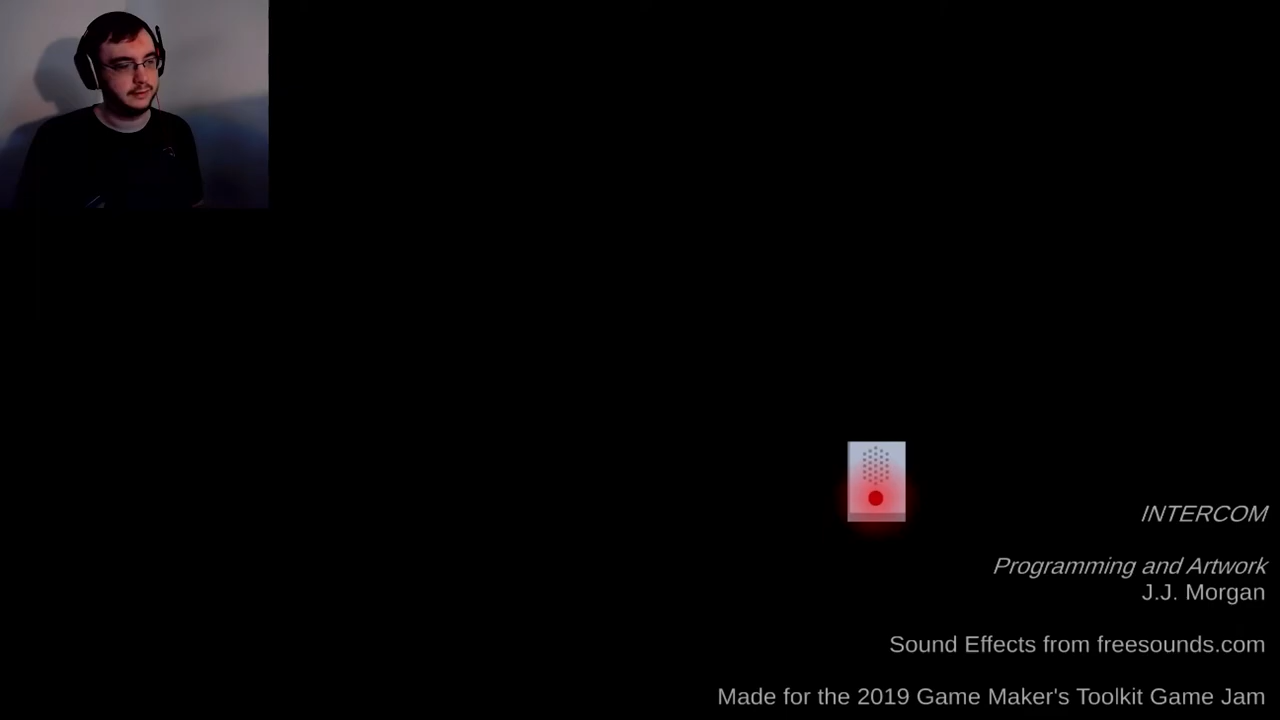 INTERCOM
Programming and Artwork
J.J. Morgan
Sound Effects from freesounds.com
Made for the 2019 Game Maker's Toolkit Game Jam